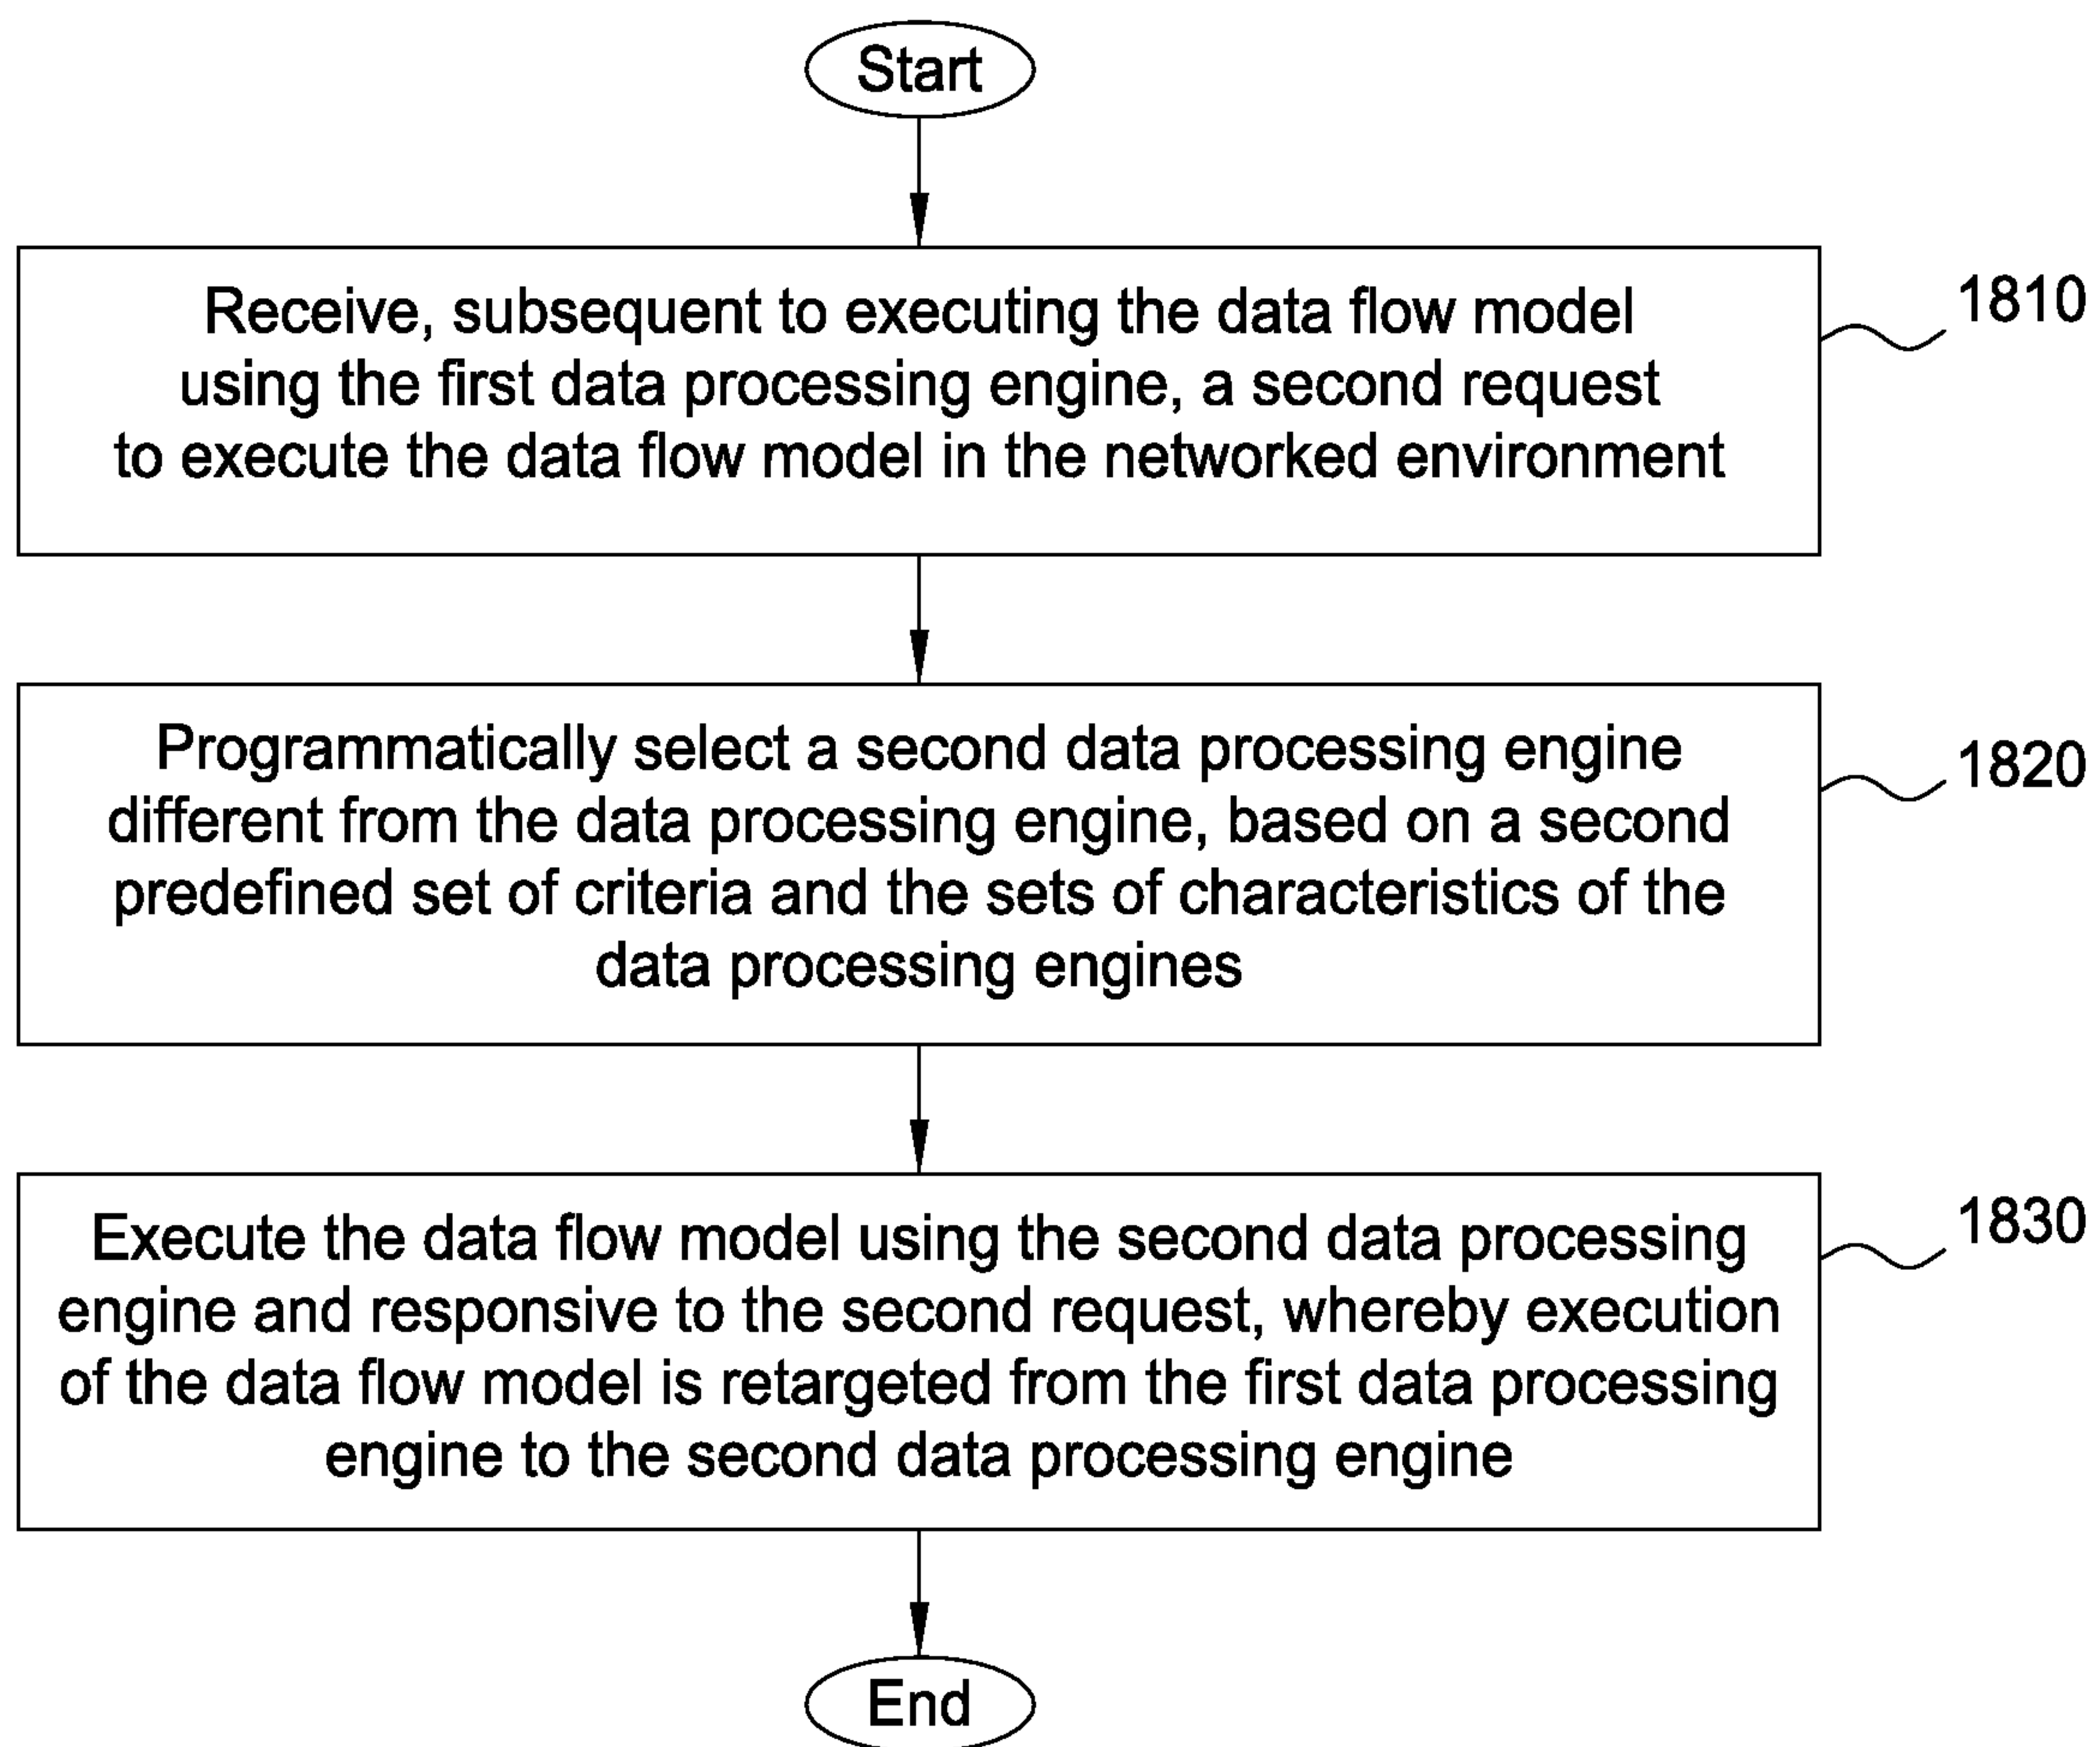 Start
Receive, subsequent to executing the data flow model
using the first data processing engine, a second request
to execute the data flow model in the networked environment
1810
Programmatically select a second data processing engine
different from the data processing engine, based on a second
predefined set of criteria and the sets of characteristics of the
data processing engines
1820
Execute the data flow model using the second data processing
engine and responsive to the second request, whereby execution
of the data flow model is retargeted from the first data processing
engine to the second data processing engine
1830
End